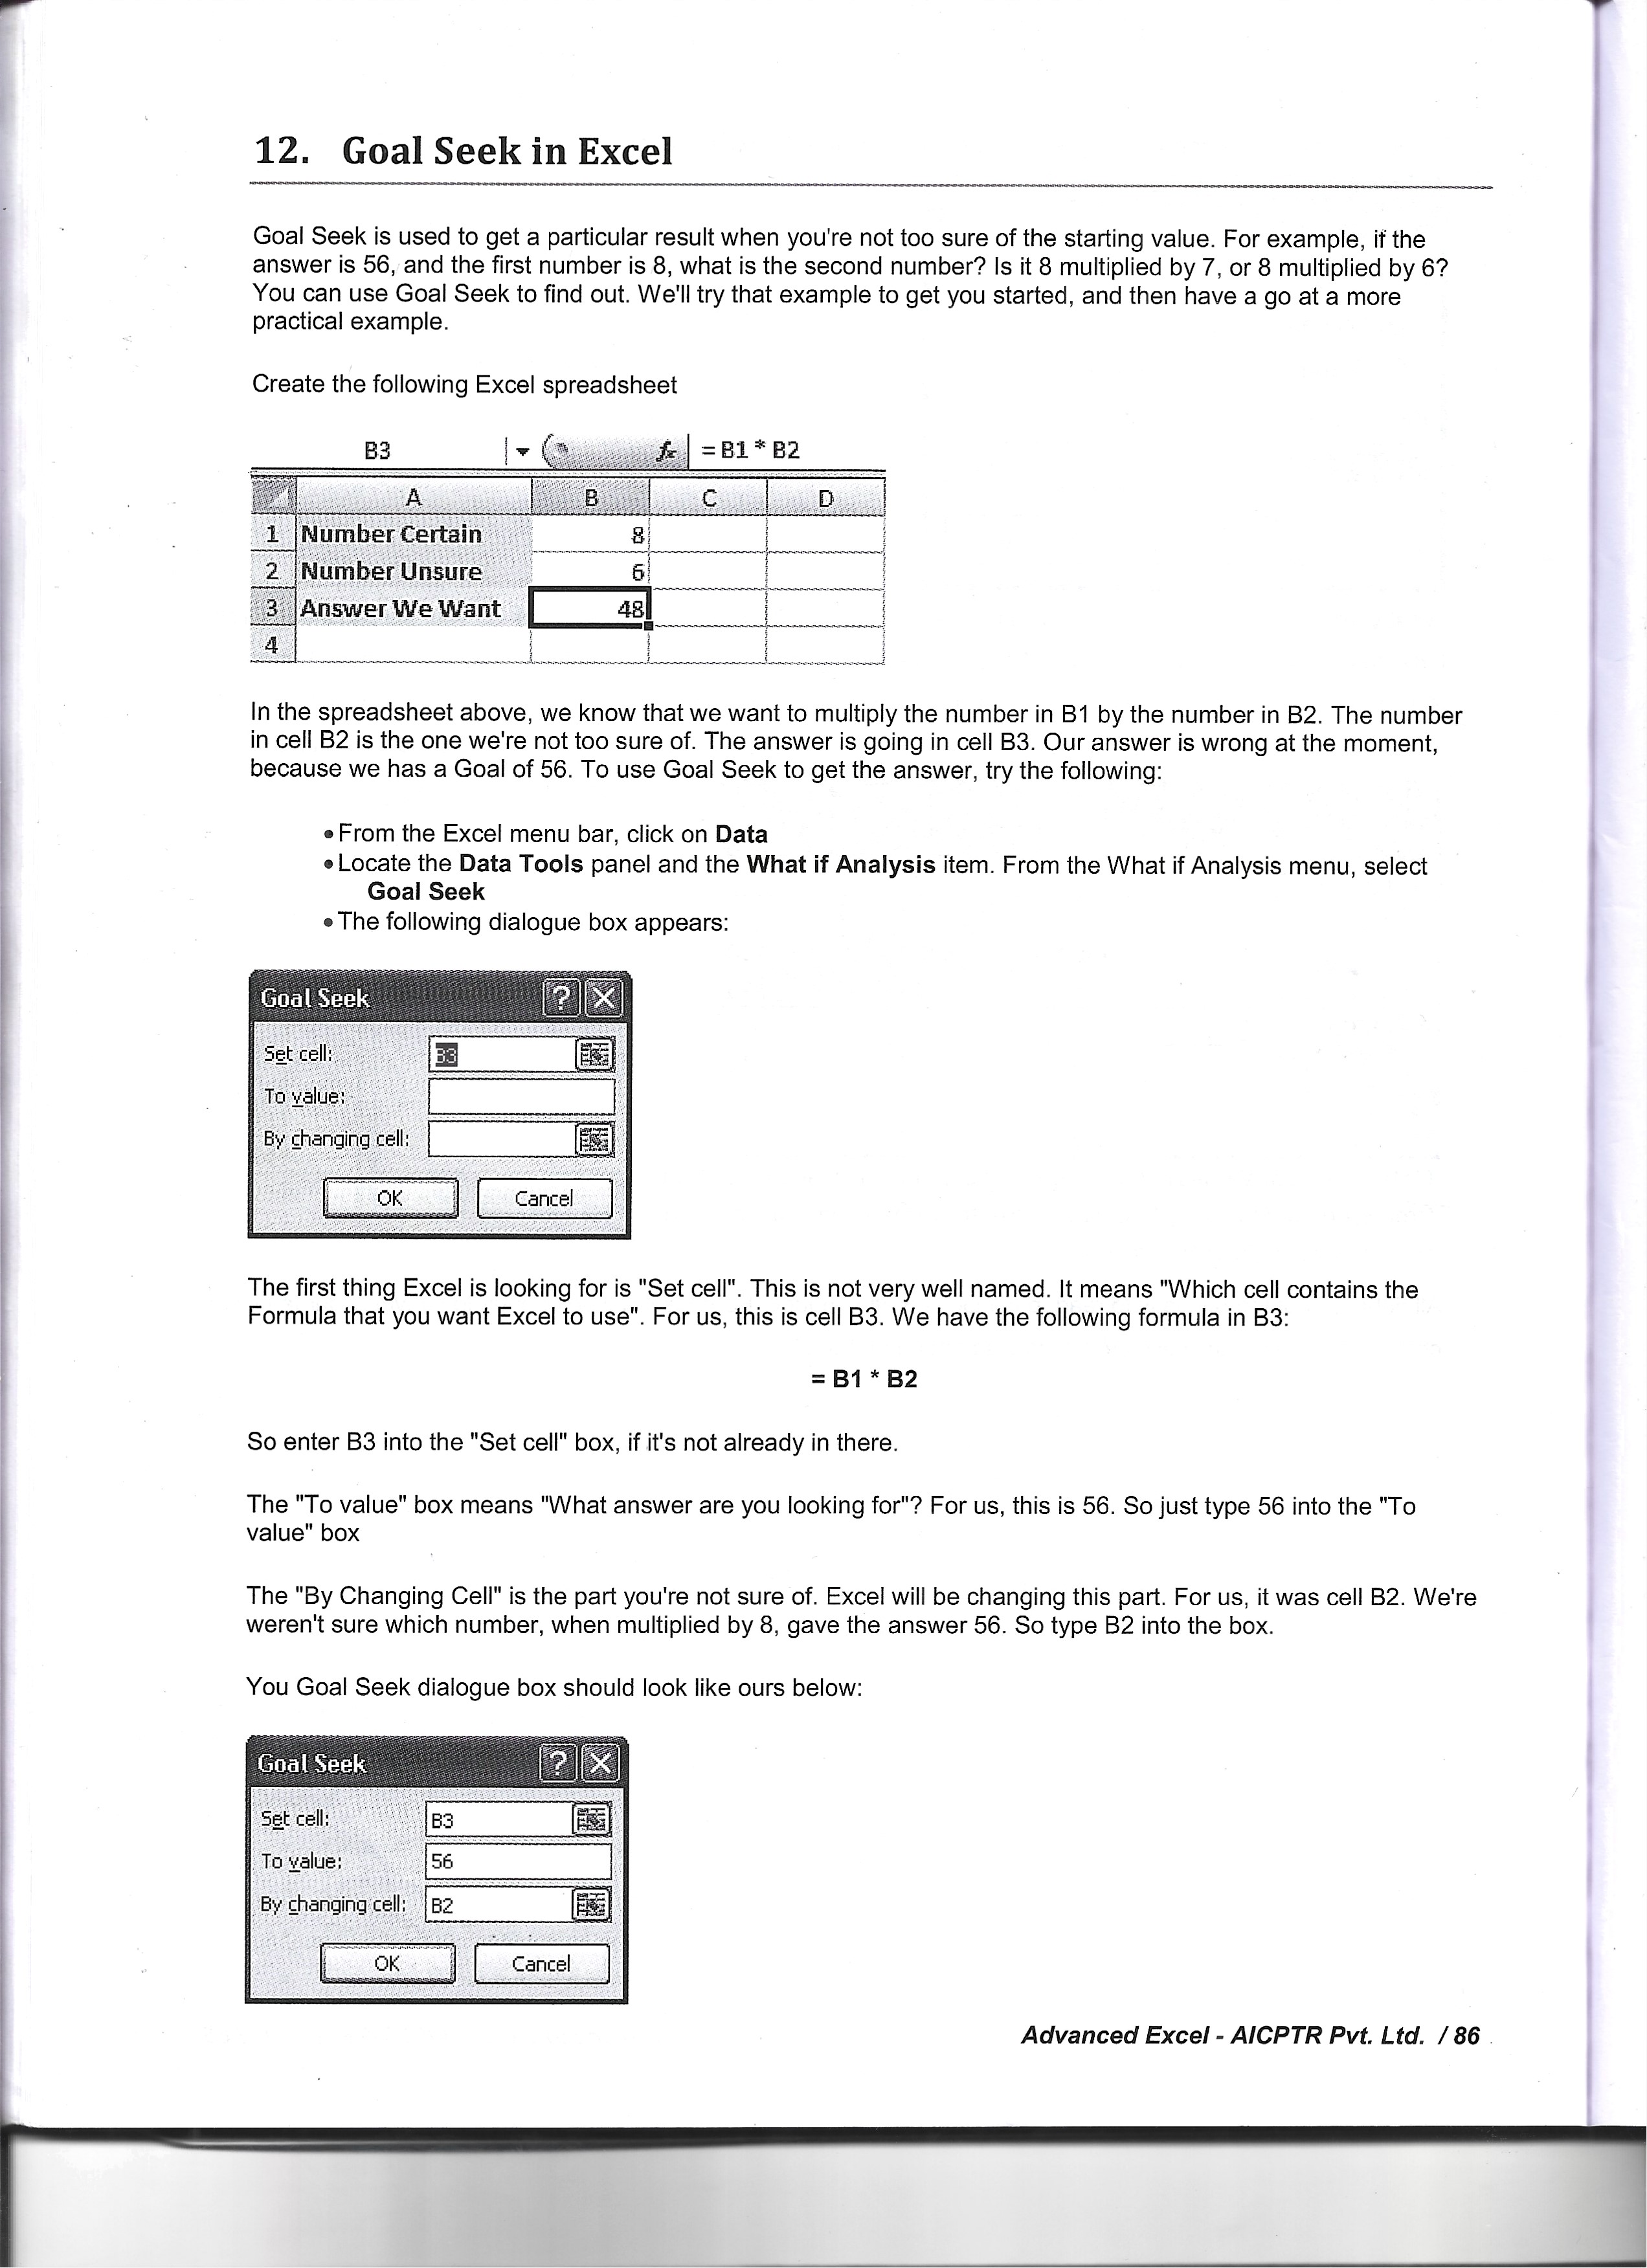 12. Goal Seek in Excel
Goal Seek is used to get a particular result when you're not too sure of the starting value. For example, if the
answer is 56, and the first number is 8, what is the second number? Is it 8 multiplied by 7, or 8 multiplied by 6?
You can use Goal Seek to find out. We'll try that example to get you started, and then have a go at a more
practical example.
Create the following Excel spreadsheet
B3 fx = B1 * B2
A B C D
1 Number Certain 8
2 Number Unsure 6
3 Answer We Want 48
4
In the spreadsheet above, we know that we want to multiply the number in B1 by the number in B2. The number
in cell B2 is the one we're not too sure of. The answer is going in cell B3. Our answer is wrong at the moment,
because we has a Goal of 56. To use Goal Seek to get the answer, try the following:
• From the Excel menu bar, click on Data
• Locate the Data Tools panel and the What if Analysis item. From the What if Analysis menu, select
Goal Seek
• The following dialogue box appears:
Goal Seek ? X
Set cell: B3
To value:
By changing cell:
OK Cancel
The first thing Excel is looking for is "Set cell". This is not very well named. It means "Which cell contains the
Formula that you want Excel to use". For us, this is cell B3. We have the following formula in B3:
= B1 * B2
So enter B3 into the "Set cell" box, if it's not already in there.
The "To value" box means "What answer are you looking for"? For us, this is 56. So just type 56 into the "To
value" box
The "By Changing Cell" is the part you're not sure of. Excel will be changing this part. For us, it was cell B2. We're
weren't sure which number, when multiplied by 8, gave the answer 56. So type B2 into the box.
You Goal Seek dialogue box should look like ours below:
Goal Seek ? X
Set cell: B3
To value: 56
By changing cell: B2
OK Cancel
Advanced Excel - AICPTR Pvt. Ltd. / 86